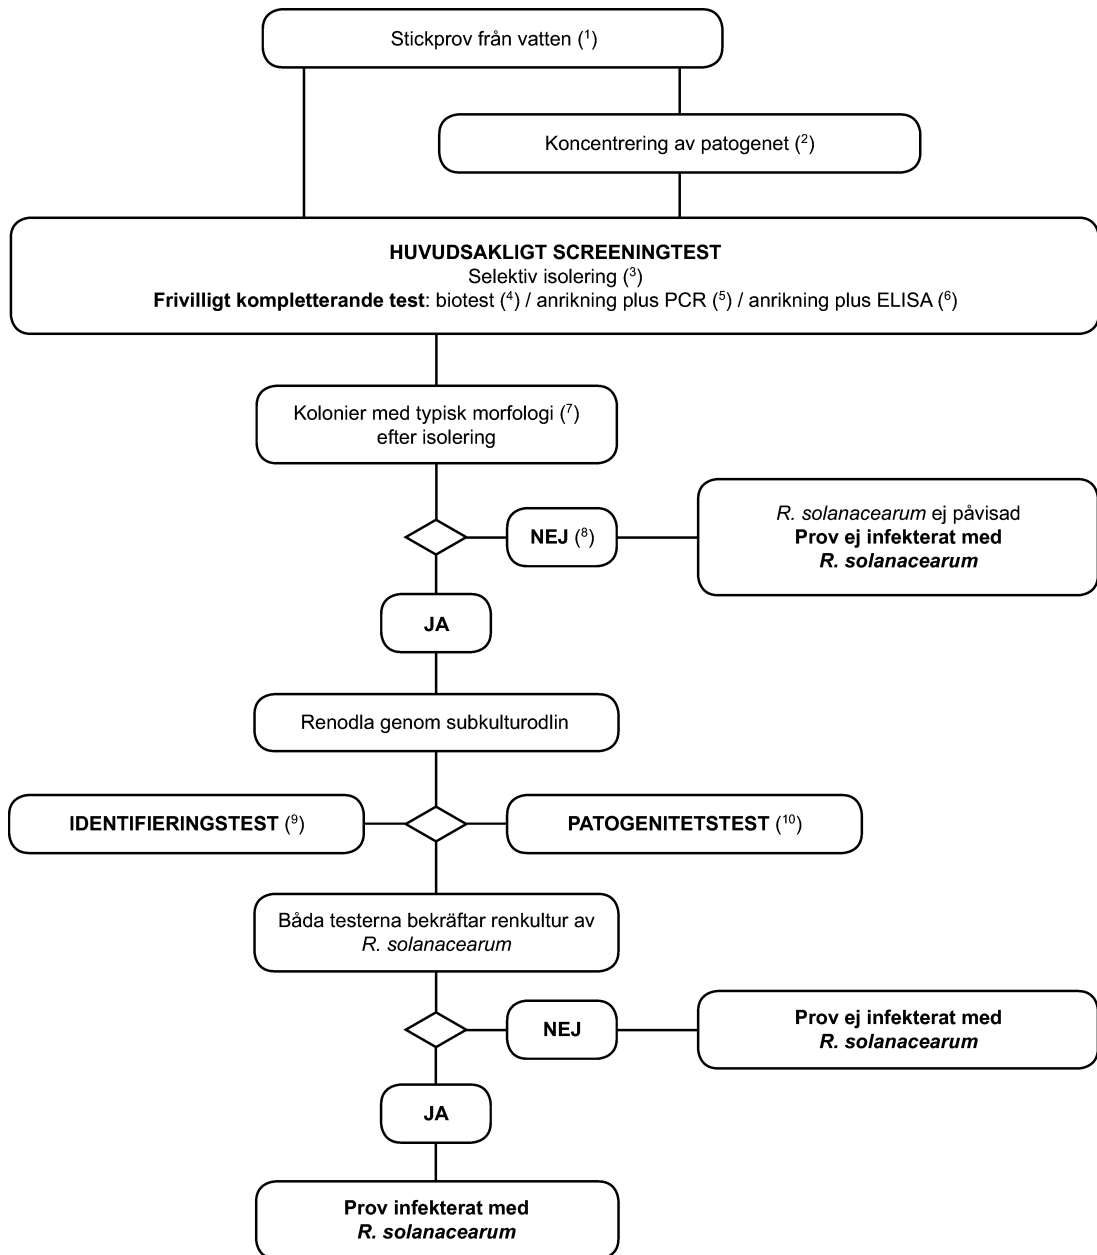 Stickprov från vatten (¹)
Koncentrering av patogenet (²)
HUVUDSAKLIGT SCREENINGTEST
Selektiv isolering (³)
Frivilligt kompletterande test: biotest (⁴) / anrikning plus PCR (⁵) / anrikning plus ELISA (⁶)
Kolonier med typisk morfologi (⁷)
efter isolering
NEJ (⁸)
R. solanacearum ej påvisad
Prov ej infekterat med
R. solanacearum
JA
Renodla genom subkulturodlin
IDENTIFIERINGSTEST (⁹)
PATOGENITETSTEST (¹⁰)
Båda testerna bekräftar renkultur av
R. solanacearum
NEJ
Prov ej infekterat med
R. solanacearum
JA
Prov infekterat med
R. solanacearum